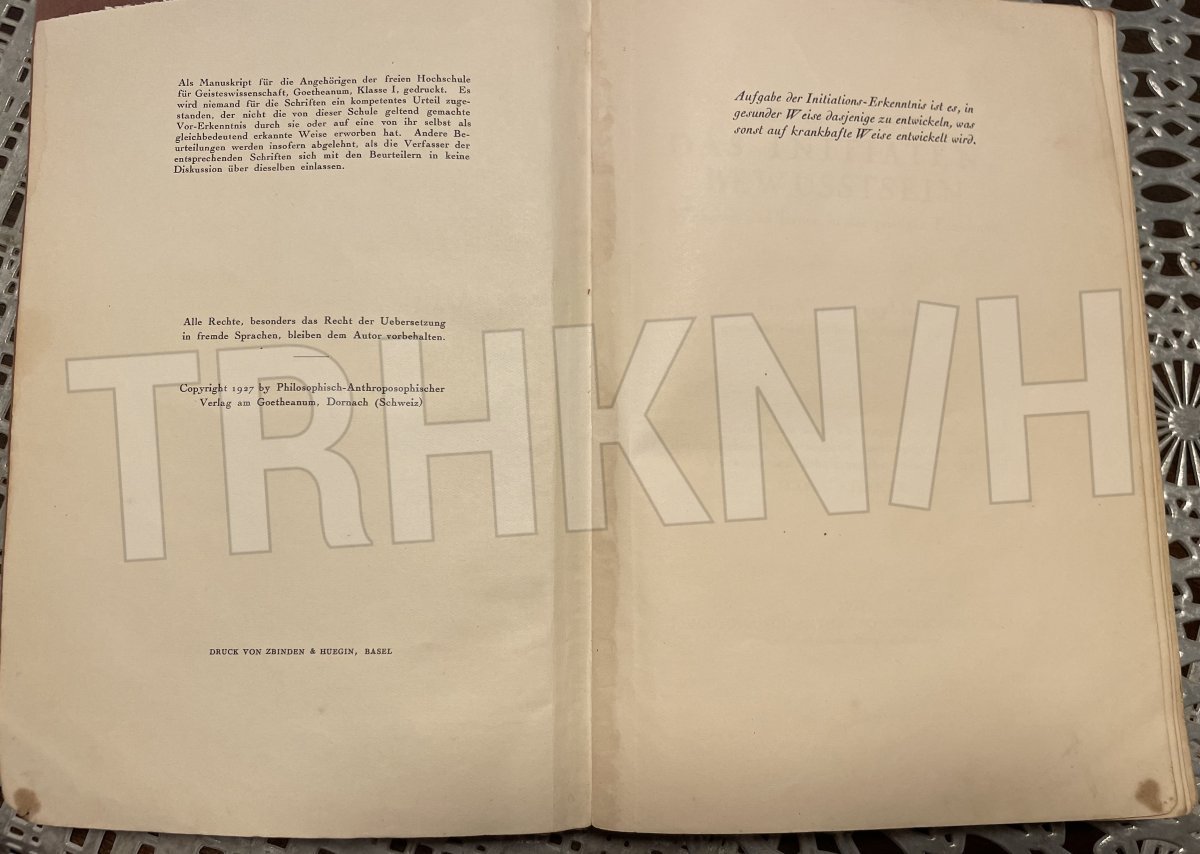 Als Manuskript für die Angehörigen der freien Hochschule
für Geisteswissenschaft, Goetheanum, Klasse I, gedruckt. Es
wird niemand für die Schriften ein kompetentes Urteil zuge-
standen, der nicht die von dieser Schule geltend gemachte
Vor-Erkenntnis durch sie oder auf eine von ihr selbst als
gleichbedeutend erkannte Weise erworben hat. Andere Be-
urteilungen werden insofern abgelehnt, als die Verfasser der
entsprechenden Schriften sich mit den Beurteilern in keine
Diskussion über dieselben einlassen.
Alle Rechte, besonders das Recht der Uebersetzung
in fremde Sprachen, bleiben dem Autor vorbehalten.
Copyright 1927 by Philosophisch-Anthroposophischer
Verlag am Goetheanum, Dornach (Schweiz)
DRUCK VON ZBINDEN & HUEGIN, BASEL
Aufgabe der Initiations-Erkenntnis ist es, in
gesunder Weise dasjenige zu entwickeln, was
sonst auf krankhafte Weise entwickelt wird.
TRHKN/H